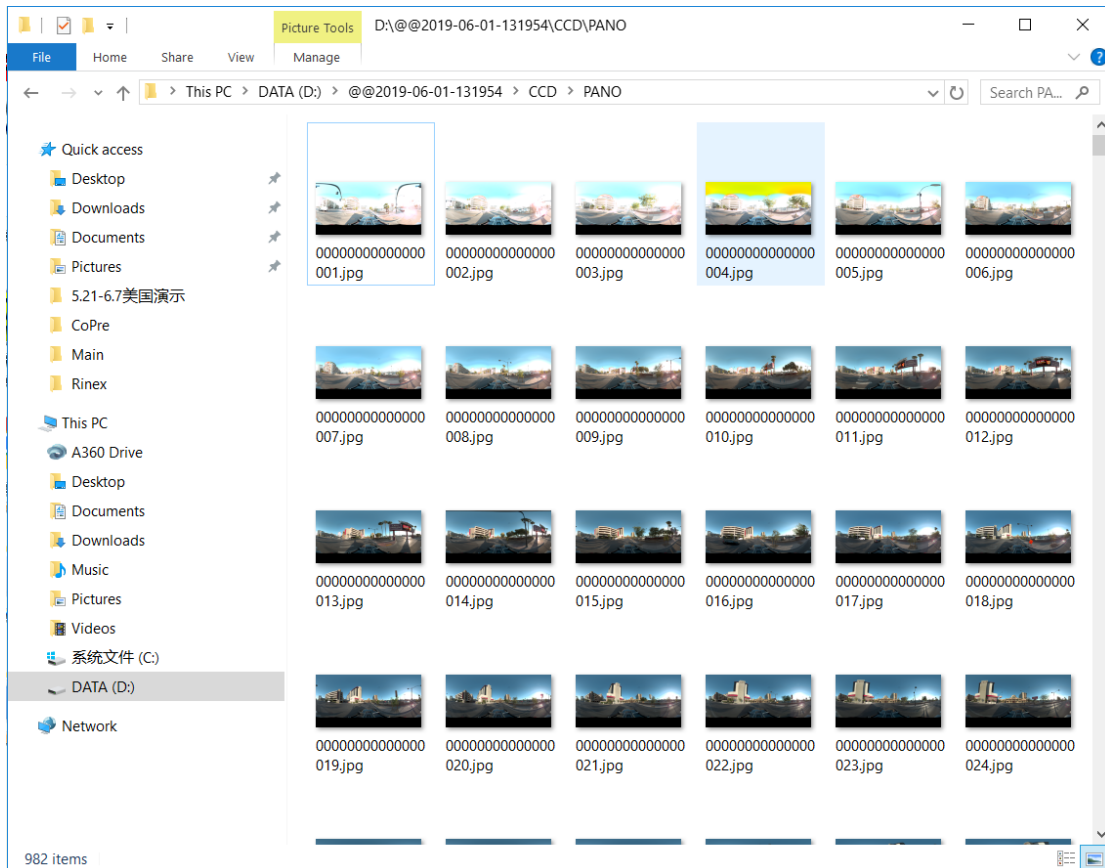 Picture Tools
D:\@@2019-06-01-131954\CCD\PANO
File
Home
Share
View
Manage
This PC
DATA (D:)
@@2019-06-01-131954
CCD
PANO
Search PA...
Quick access
Desktop
Downloads
Documents
Pictures
5.21-6.7美国演示
CoPre
Main
Rinex
This PC
A360 Drive
Desktop
Documents
Downloads
Music
Pictures
Videos
系统文件 (C:)
DATA (D:)
Network
00000000000000
001.jpg
00000000000000
002.jpg
00000000000000
003.jpg
00000000000000
004.jpg
00000000000000
005.jpg
00000000000000
006.jpg
00000000000000
007.jpg
00000000000000
008.jpg
00000000000000
009.jpg
00000000000000
010.jpg
00000000000000
011.jpg
00000000000000
012.jpg
00000000000000
013.jpg
00000000000000
014.jpg
00000000000000
015.jpg
00000000000000
016.jpg
00000000000000
017.jpg
00000000000000
018.jpg
00000000000000
019.jpg
00000000000000
020.jpg
00000000000000
021.jpg
00000000000000
022.jpg
00000000000000
023.jpg
00000000000000
024.jpg
982 items